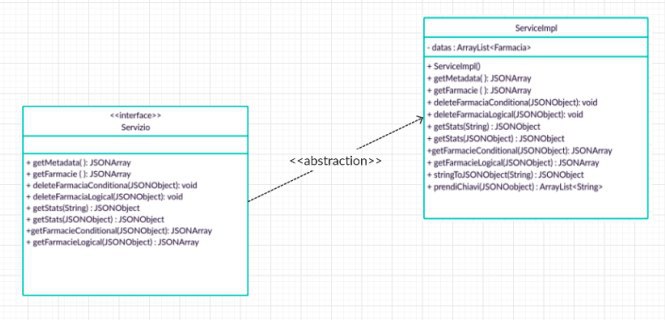 <<interface>>
Servizio
+ getMetadata( ): JSONArray
+ getFarmacie ( ): JSONArray
+ deleteFarmaciaConditiona(JSONObject): void
+ deleteFarmaciaLogical(JSONObject): void
+ getStats(String) : JSONObject
+ getStats(JSONObject) : JSONObject
+getFarmacieConditional(JSONObject): JSONArray
+ getFarmacieLogical(JSONObject) : JSONArray
<<abstraction>>
ServiceImpl
- datas : ArrayList<Farmacia>
+ ServiceImpl()
+ getMetadata( ): JSONArray
+ getFarmacie ( ): JSONArray
+ deleteFarmaciaConditiona(JSONObject): void
+ deleteFarmaciaLogical(JSONObject): void
+ getStats(String) : JSONObject
+ getStats(JSONObject) : JSONObject
+getFarmacieConditional(JSONObject): JSONArray
+ getFarmacieLogical(JSONObject) : JSONArray
+ stringToJSONObject(String) : JSONObject
+ prendiChiavi(JSONOobject) : ArrayList<String>